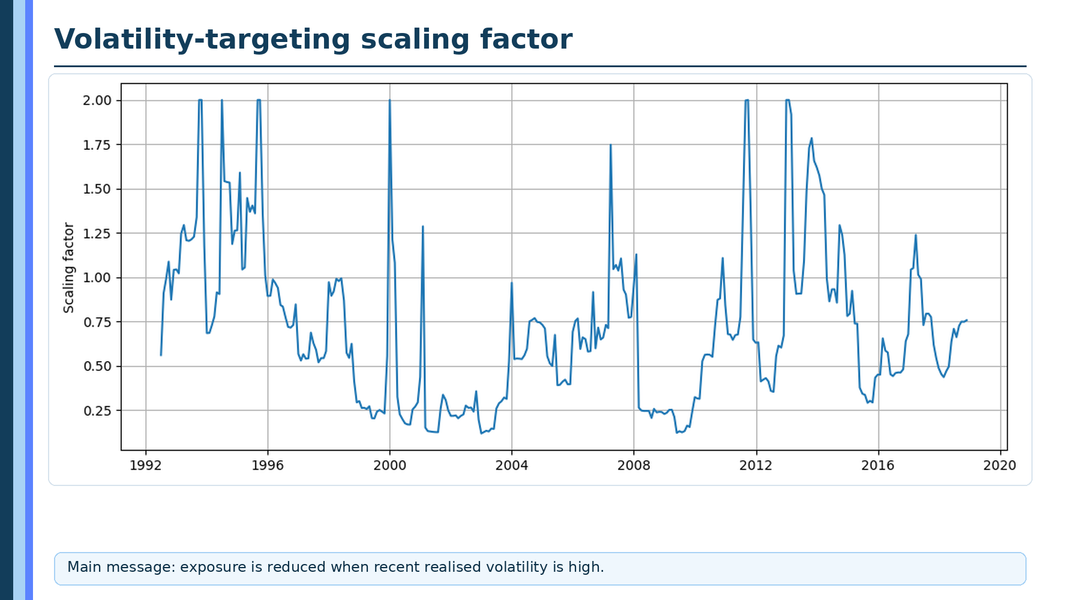 Volatility-targeting scaling factor
2.00
1.75
1.50
1.25
1.00
0.75
0.50
0.25
Scaling factor
1992 1996 2000 2004 2008 2012 2016 2020
Main message: exposure is reduced when recent realised volatility is high.